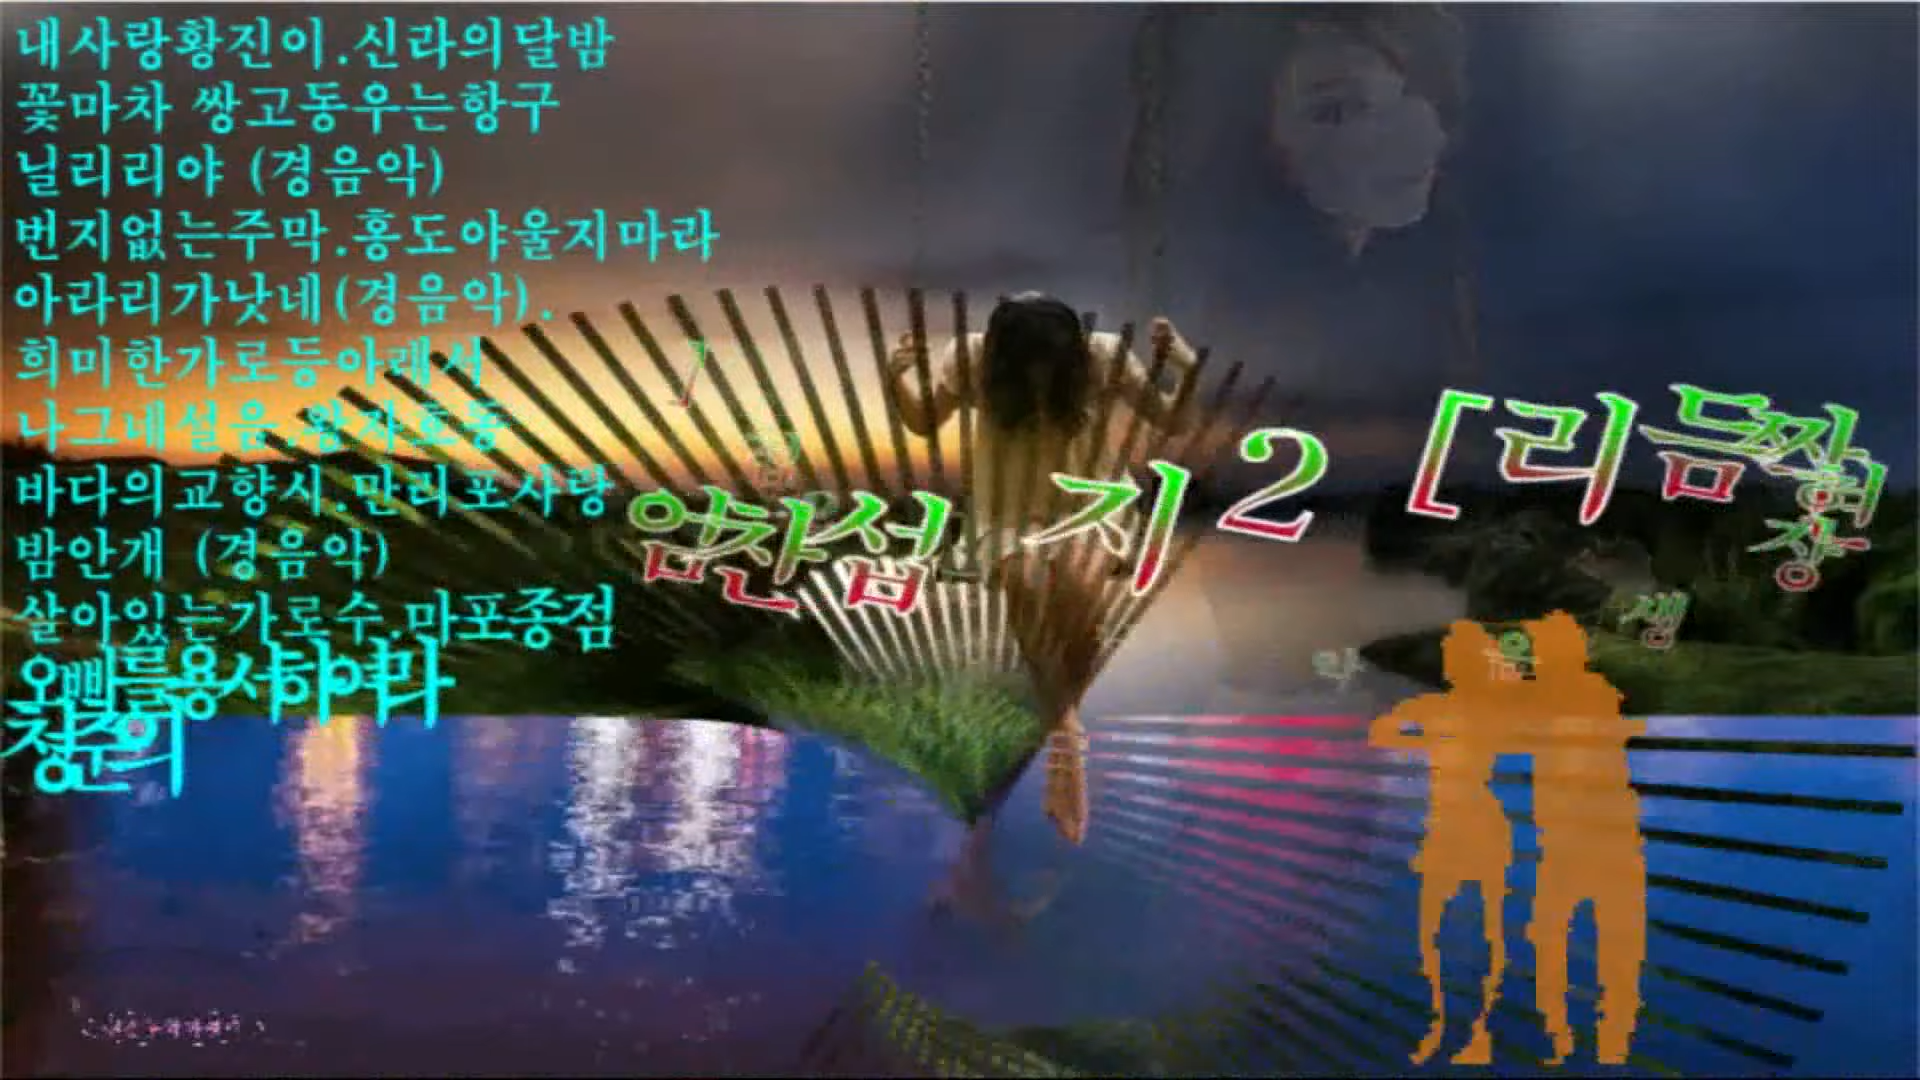 내사랑황진이.신라의달밤
꽃마차 쌍고동우는항구
닐리리야 (경음악)
번지없는주막.홍도야울지마라
아라리가낫네(경음악).
희미한가로등아래서
나그네설음.왕자호동
바다의교향시.만리포사랑
밤안개 (경음악)
살아있는가로수.마포종점
오빠를용서하여마라
청춘의
지 2 [리듬짝